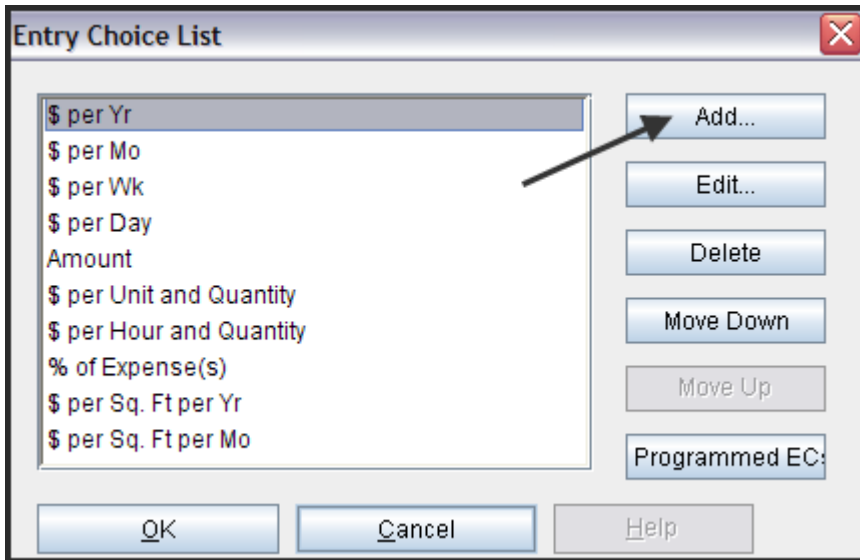 Entry Choice List
$ per Yr
$ per Mo
$ per Wk
$ per Day
Amount
$ per Unit and Quantity
$ per Hour and Quantity
% of Expense(s)
$ per Sq. Ft per Yr
$ per Sq. Ft per Mo
Add...
Edit...
Delete
Move Down
Move Up
Programmed EC
OK
Cancel
Help